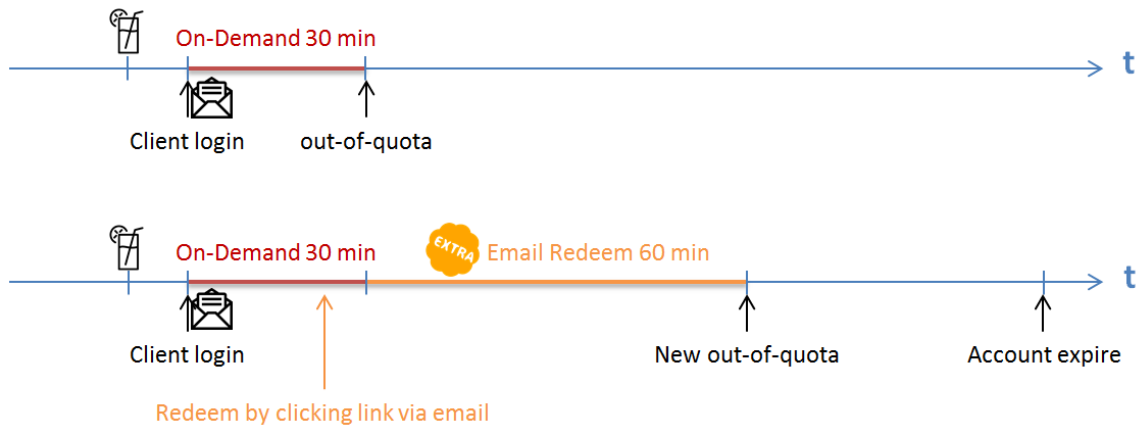 On-Demand 30 min
t
Client login
out-of-quota
On-Demand 30 min
EXTRA
Email Redeem 60 min
t
Client login
New out-of-quota
Account expire
Redeem by clicking link via email